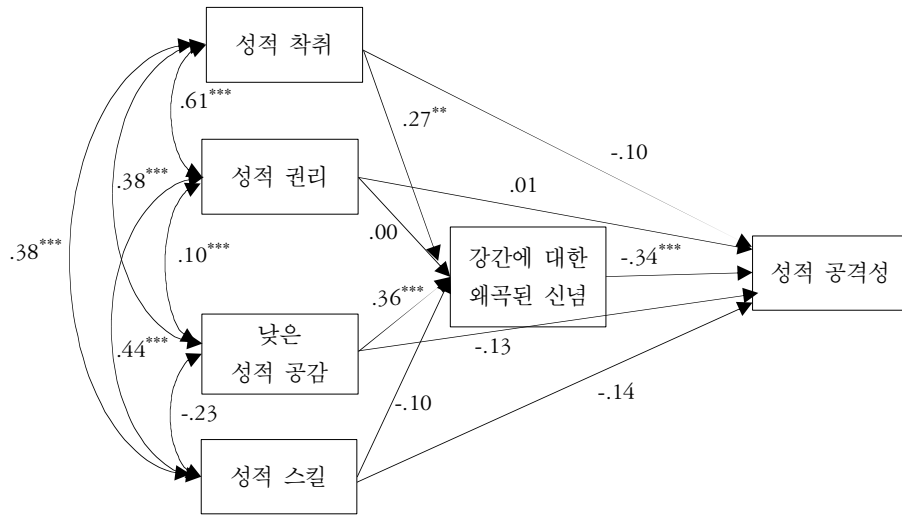 성적 착취
.61***
.27**
-.10
성적 권리
.38***
.01
.00
.38***
.10***
강간에 대한
왜곡된 신념
-.34***
성적 공격성
.36***
낮은
성적 공감
.44***
-.13
-.10
-.14
-.23
성적 스킬